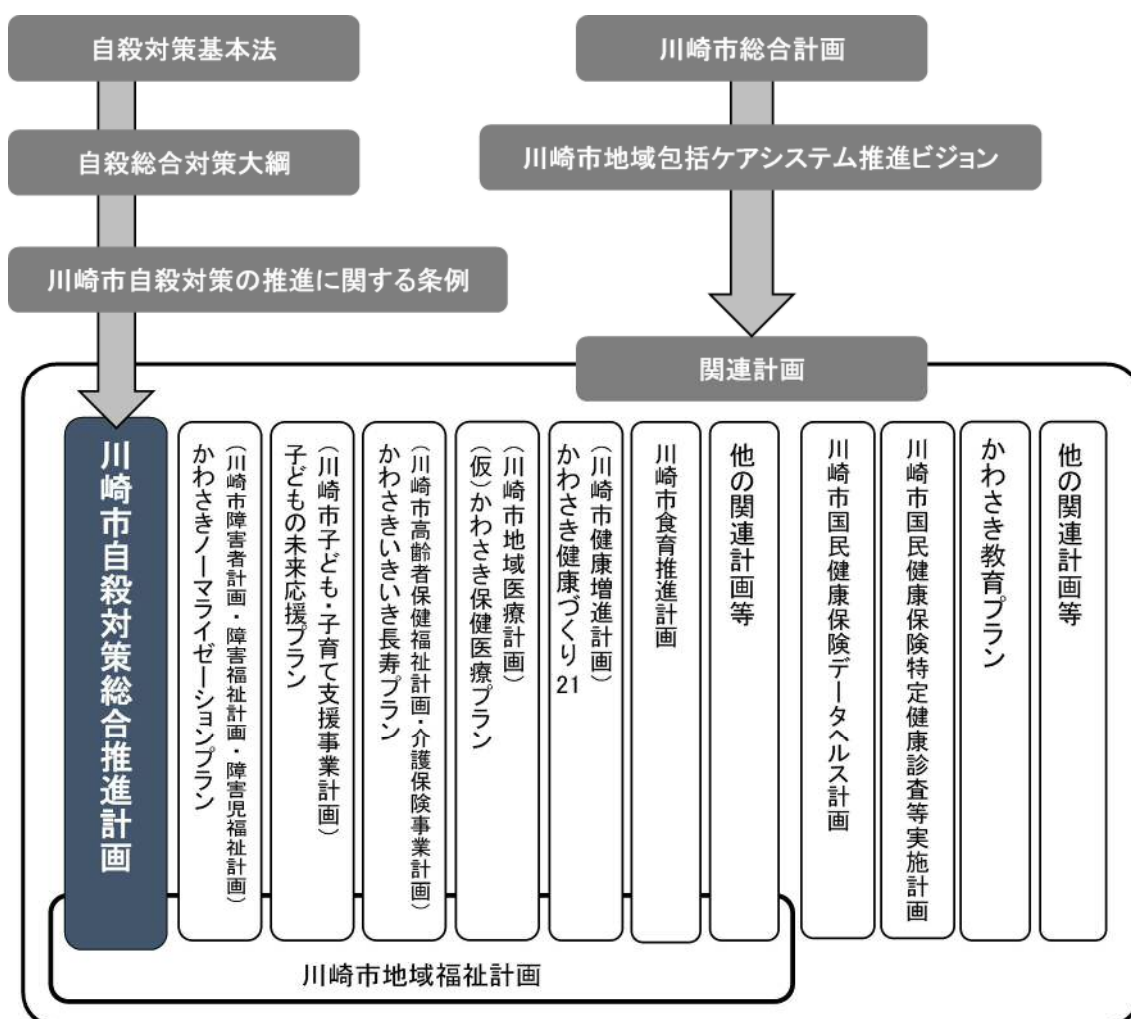 自殺対策基本法
川崎市総合計画
自殺総合対策大綱
川崎市地域包括ケアシステム推進ビジョン
川崎市自殺対策の推進に関する条例
関連計画
川崎市自殺対策総合推進計画
（川崎市障害者計画・障害福祉計画・障害児福祉計画）
かわさきノーマライゼーションプラン
（川崎市子ども・子育て支援事業計画）
子どもの未来応援プラン
（川崎市高齢者保健福祉計画・介護保険事業計画）
かわさきいきいき長寿プラン
（川崎市地域医療計画）
（仮）かわさき保健医療プラン
（川崎市健康増進計画）
かわさき健康づくり21
川崎市食育推進計画
他の関連計画等
川崎市国民健康保険データヘルス計画
川崎市国民健康保険特定健康診査等実施計画
かわさき教育プラン
他の関連計画等
川崎市地域福祉計画